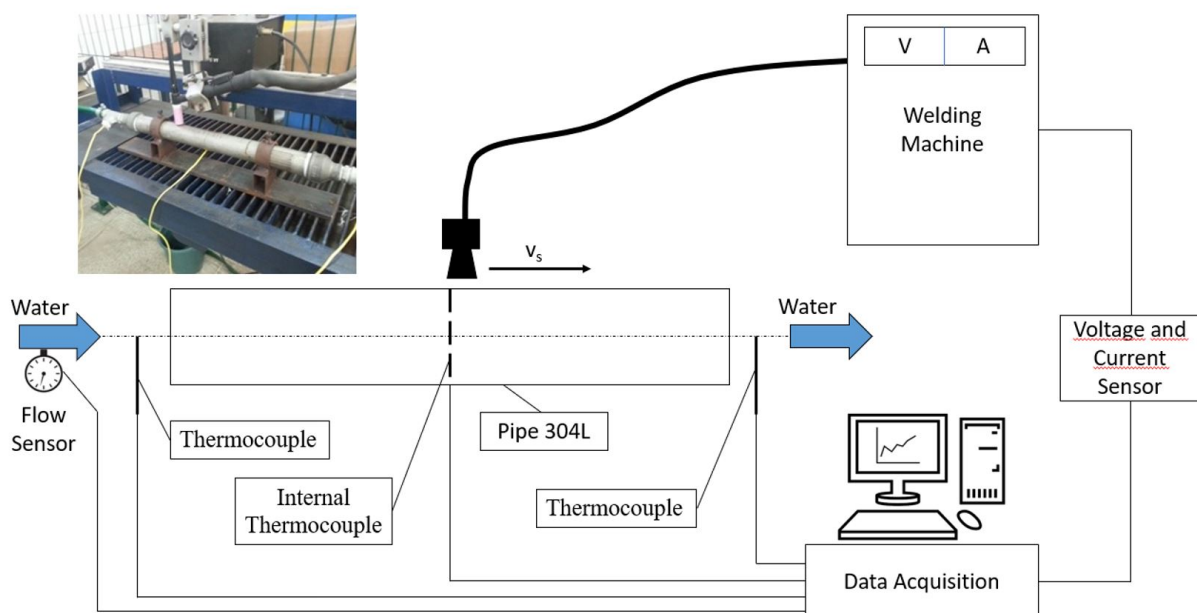 V
A
Welding
Machine
vs
Water
Water
Voltage and
Current
Sensor
Flow
Sensor
Thermocouple
Pipe 304L
Internal
Thermocouple
Thermocouple
Data Acquisition